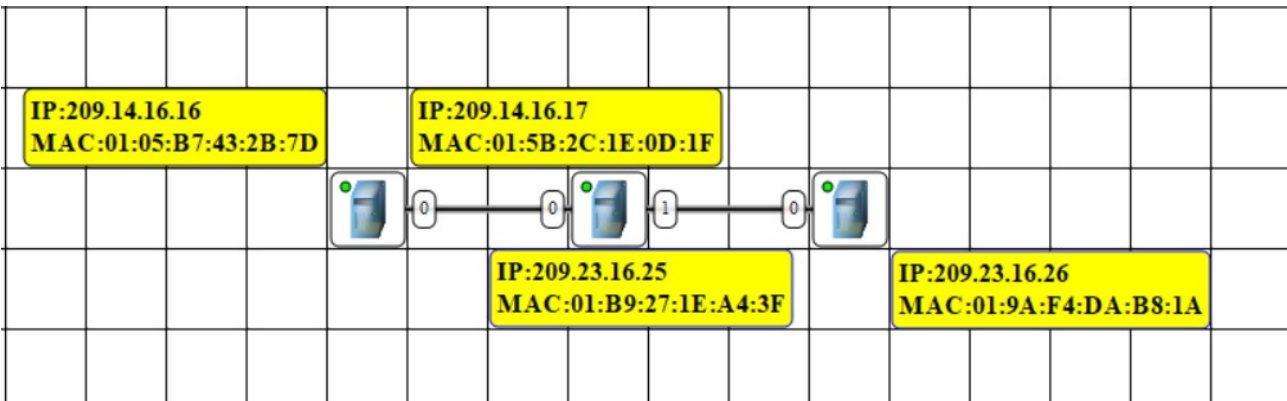 IP:209.14.16.16
MAC:01:05:B7:43:2B:7D
IP:209.14.16.17
MAC:01:5B:2C:1E:0D:1F
0
0
1
0
IP:209.23.16.25
MAC:01:B9:27:1E:A4:3F
IP:209.23.16.26
MAC:01:9A:F4:DA:B8:1A